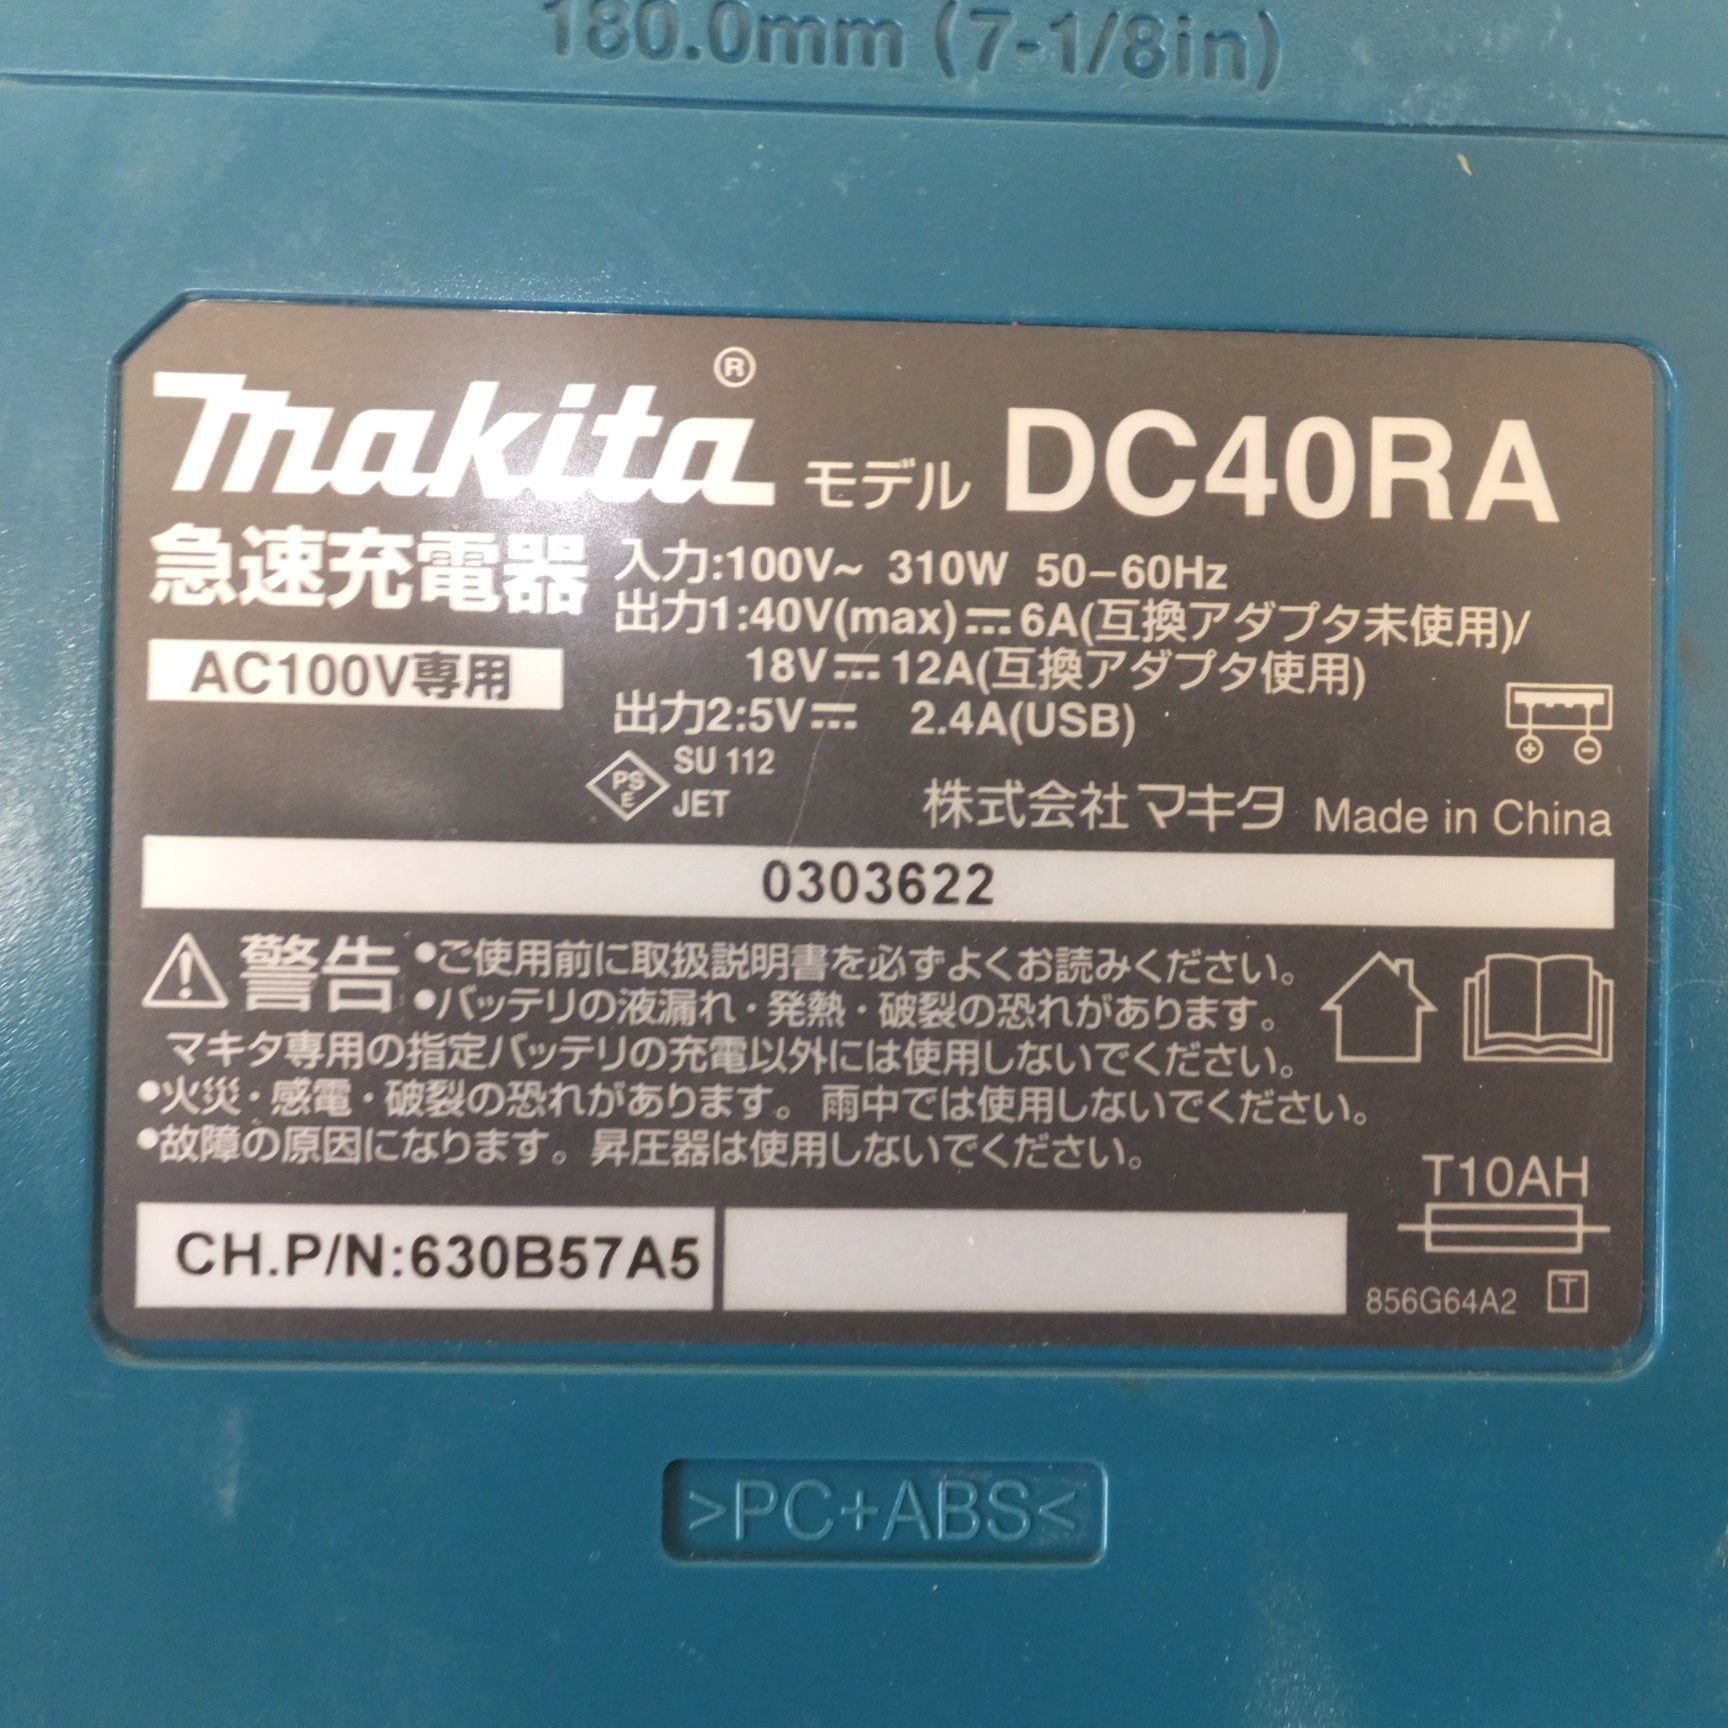 180.0mm (7-1/8in)
makita®
モデル DC40RA
急速充電器
AC100V専用
入力:100V~ 310W 50–60Hz
出力1:40V(max)⎓6A(互換アダプタ未使用)/
18V⎓12A(互換アダプタ使用)
出力2:5V⎓ 2.4A(USB)
PSE
SU 112
JET
株式会社マキタ Made in China
0303622
警告 •ご使用前に取扱説明書を必ずよくお読みください。
•バッテリの液漏れ・発熱・破裂の恐れがあります。
マキタ専用の指定バッテリの充電以外には使用しないでください。
•火災・感電・破裂の恐れがあります。雨中では使用しないでください。
•故障の原因になります。昇圧器は使用しないでください。
T10AH
CH.P/N:630B57A5
856G64A2 T
>PC+ABS<